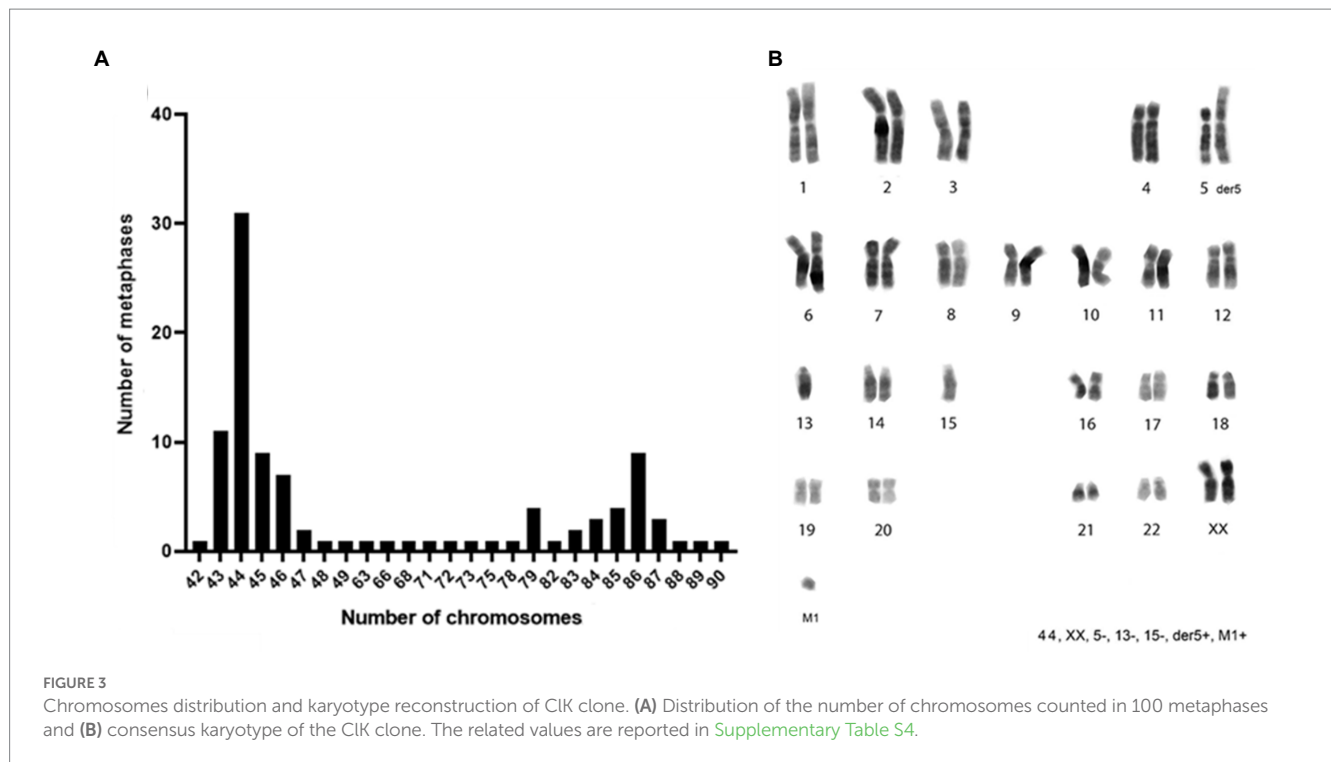 A
B
40
30
20
10
0
Number of metaphases
42 43 44 45 46 47 48 49 63 66 68 71 72 73 75 78 79 82 83 84 85 86 87 88 89 90
Number of chromosomes
1 2 3 4 5 der5
6 7 8 9 10 11 12
13 14 15 16 17 18
19 20 21 22 XX
M1
44, XX, 5-, 13-, 15-, der5+, M1+
FIGURE 3
Chromosomes distribution and karyotype reconstruction of ClK clone. (A) Distribution of the number of chromosomes counted in 100 metaphases
and (B) consensus karyotype of the ClK clone. The related values are reported in Supplementary Table S4.